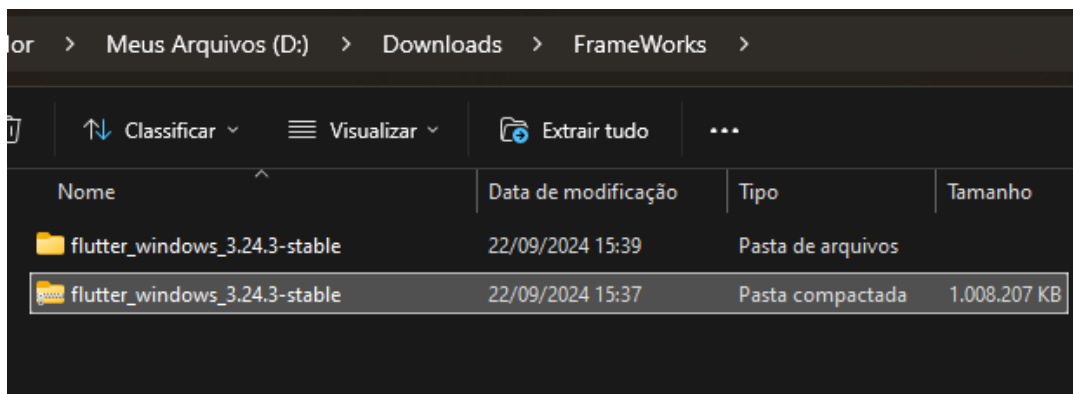 dor > Meus Arquivos (D:) > Downloads > FrameWorks >
Classificar Visualizar Extrair tudo ...
Nome Data de modificação Tipo Tamanho
flutter_windows_3.24.3-stable 22/09/2024 15:39 Pasta de arquivos
flutter_windows_3.24.3-stable 22/09/2024 15:37 Pasta compactada 1.008.207 KB